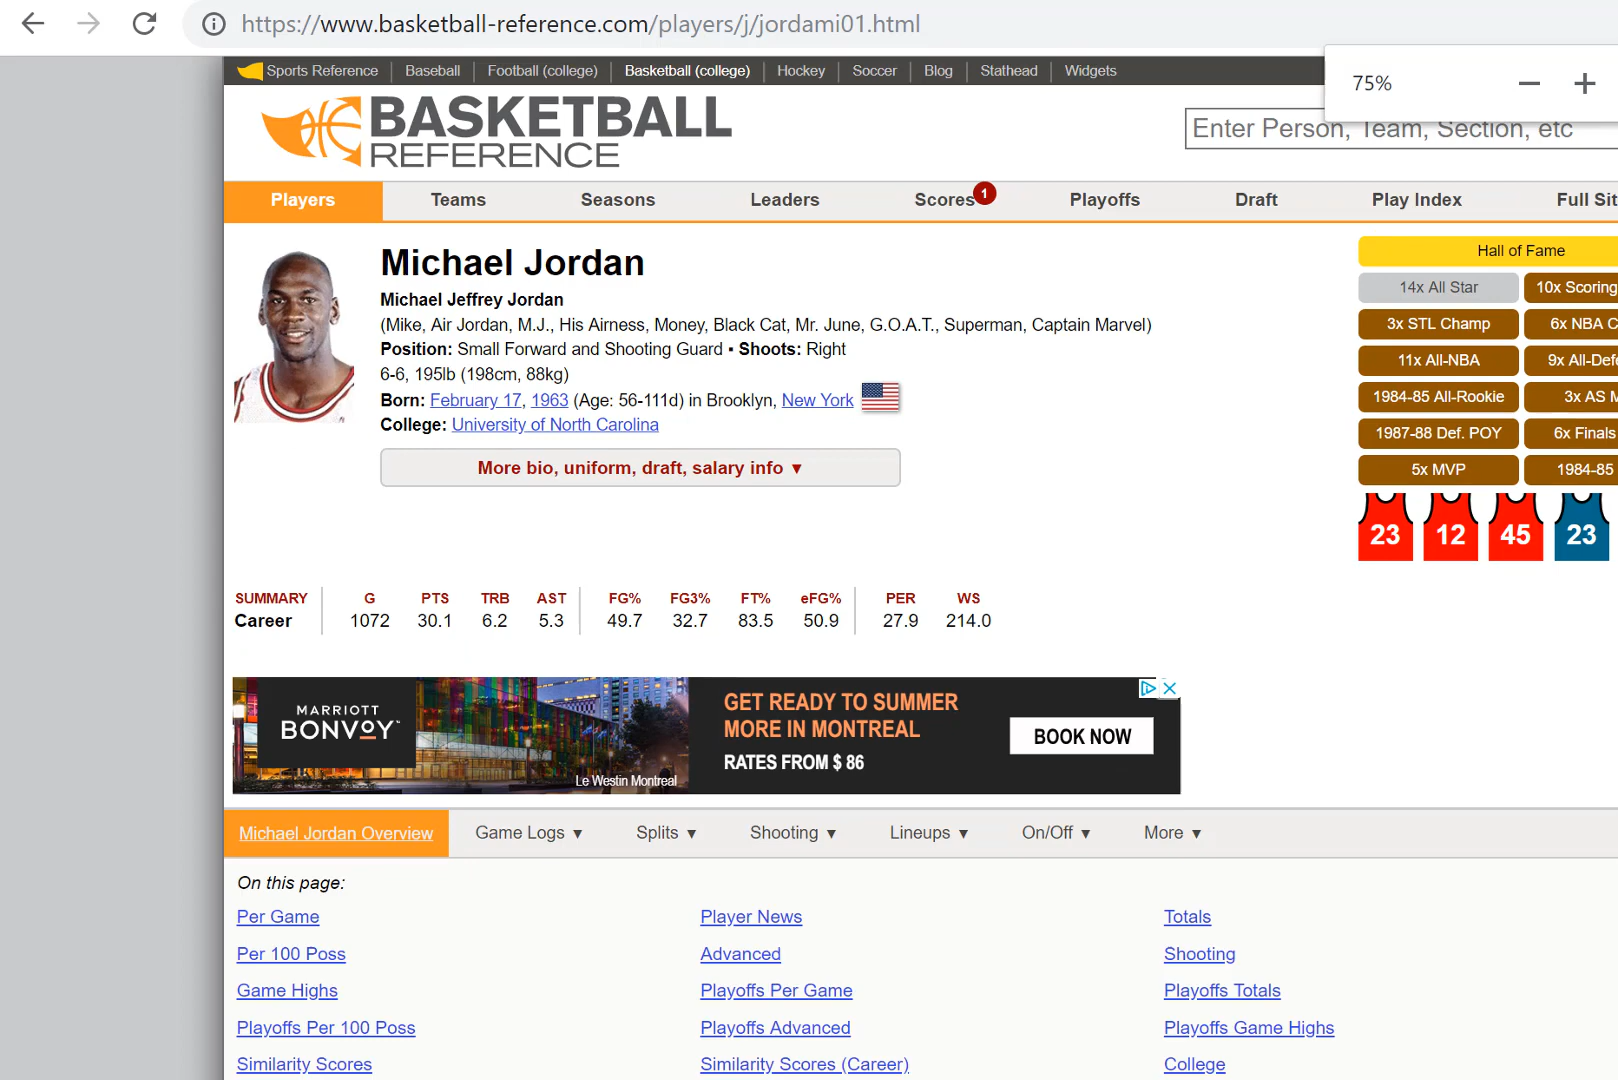 https://www.basketball-reference.com/players/j/jordami01.html
75%
Sports Reference Baseball Football (college) Basketball (college) Hockey Soccer Blog Stathead Widgets
BASKETBALL
REFERENCE
Enter Person, Team, Section, etc
Players Teams Seasons Leaders Scores 1 Playoffs Draft Play Index Full Sit
Michael Jordan
Michael Jeffrey Jordan
(Mike, Air Jordan, M.J., His Airness, Money, Black Cat, Mr. June, G.O.A.T., Superman, Captain Marvel)
Position: Small Forward and Shooting Guard ▪ Shoots: Right
6-6, 195lb (198cm, 88kg)
Born: February 17, 1963 (Age: 56-111d) in Brooklyn, New York
College: University of North Carolina
More bio, uniform, draft, salary info ▼
Hall of Fame
14x All Star 10x Scoring
3x STL Champ 6x NBA C
11x All-NBA 9x All-Defe
1984-85 All-Rookie 3x AS M
1987-88 Def. POY 6x Finals
5x MVP 1984-85
23 12 45 23
SUMMARY G PTS TRB AST FG% FG3% FT% eFG% PER WS
Career 1072 30.1 6.2 5.3 49.7 32.7 83.5 50.9 27.9 214.0
MARRIOTT
BONVOY™
Le Westin Montreal
GET READY TO SUMMER
MORE IN MONTREAL
RATES FROM $ 86
BOOK NOW
Michael Jordan Overview Game Logs ▼ Splits ▼ Shooting ▼ Lineups ▼ On/Off ▼ More ▼
On this page:
Per Game Player News Totals
Per 100 Poss Advanced Shooting
Game Highs Playoffs Per Game Playoffs Totals
Playoffs Per 100 Poss Playoffs Advanced Playoffs Game Highs
Similarity Scores Similarity Scores (Career) College